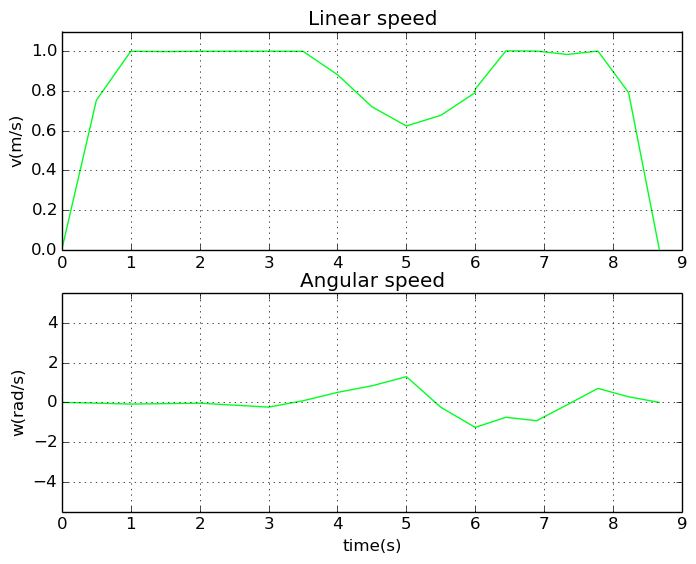 Linear speed
v(m/s)
1.0
0.8
0.6
0.4
0.2
0.0
0 1 2 3 4 5 6 7 8 9
Angular speed
w(rad/s)
4
2
0
−2
−4
0 1 2 3 4 5 6 7 8 9
time(s)